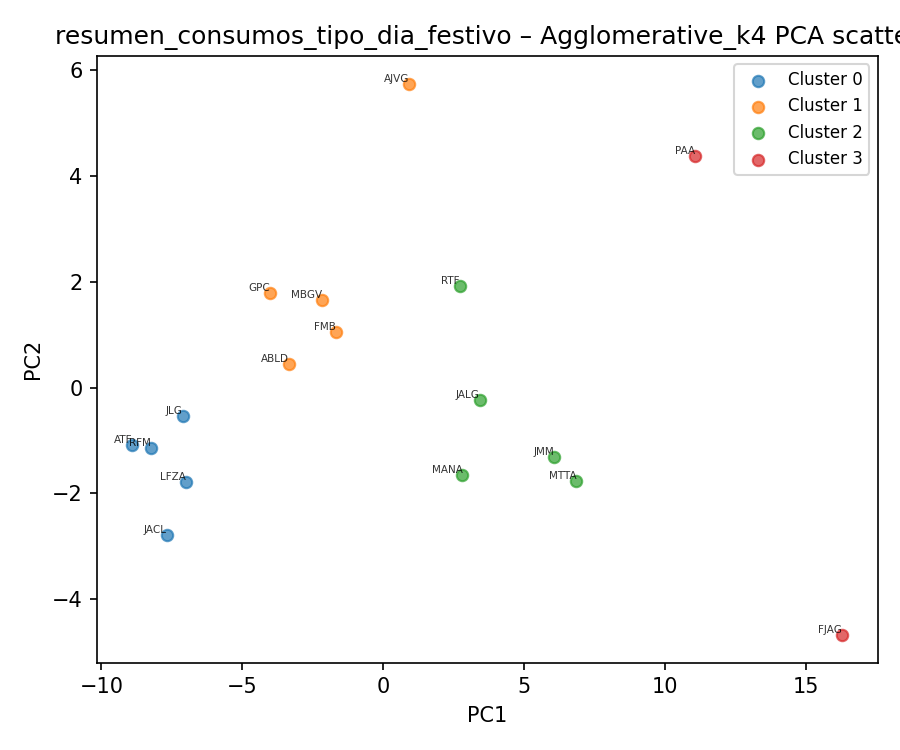 resumen_consumos_tipo_dia_festivo – Agglomerative_k4 PCA scatte
Cluster 0
Cluster 1
Cluster 2
Cluster 3
AJVG
PAA
GPC
MBGV
RTF
FMB
ABLD
JALG
JLG
ATF
RFM
JMM
MANA
MTTA
LFZA
JACL
FJAG
6
4
2
0
−2
−4
PC2
−10
−5
0
5
10
15
PC1